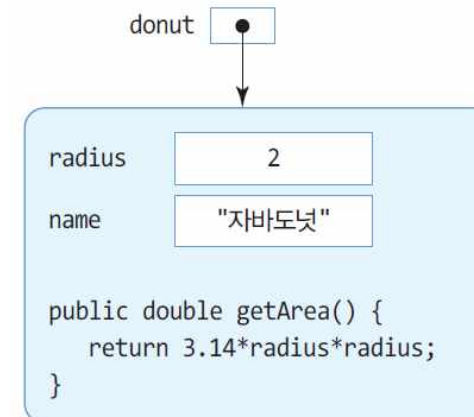 donut
radius 2
name "자바도넛"
public double getArea() {
return 3.14*radius*radius;
}